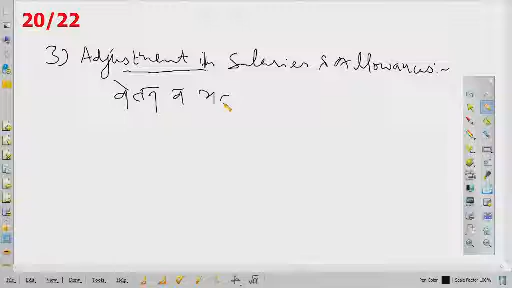 20/22
3) Adjustment in Salaries & Allowances:-
वेतन व भ